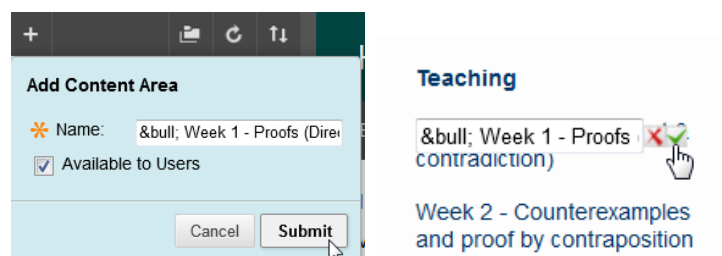 Add Content Area
Name: &bull; Week 1 - Proofs (Dire
Available to Users
Cancel Submit
Teaching
&bull; Week 1 - Proofs
contradiction)
Week 2 - Counterexamples
and proof by contraposition